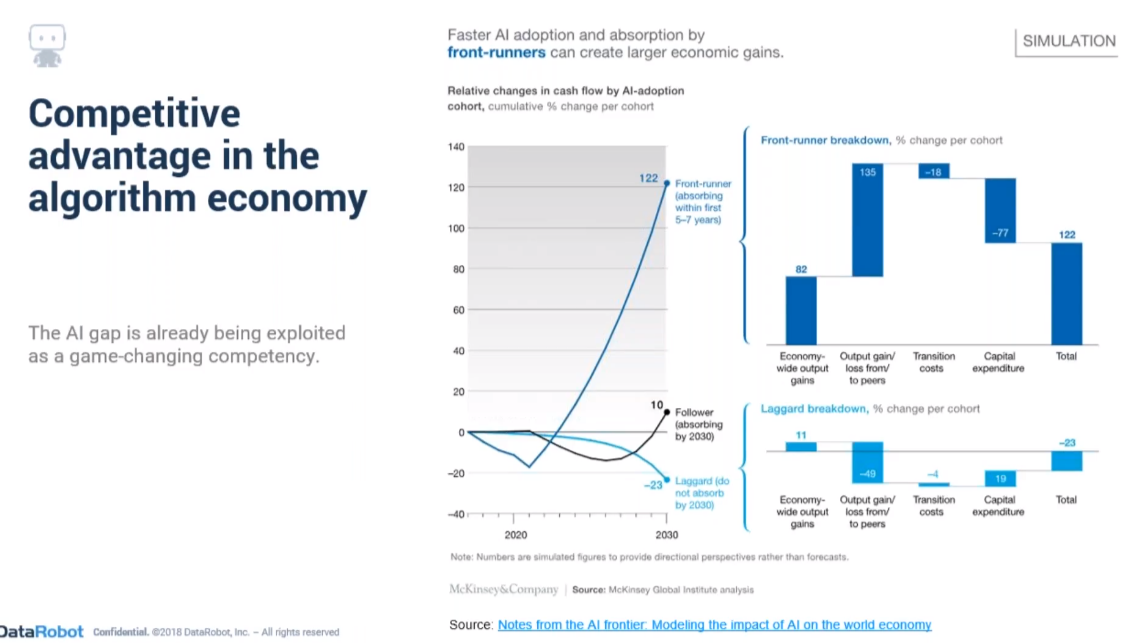 Competitive
advantage in the
algorithm economy
The AI gap is already being exploited
as a game-changing competency.
Faster AI adoption and absorption by
front-runners can create larger economic gains.
SIMULATION
Relative changes in cash flow by AI-adoption
cohort, cumulative % change per cohort
140
120
100
80
60
40
20
0
–20
–40
2020
2030
122
Front-runner
(absorbing
within first
5–7 years)
10
Follower
(absorbing
by 2030)
–23
Laggard (do
not absorb
by 2030)
Front-runner breakdown, % change per cohort
82
135
–18
–77
122
Economy-
wide output
gains
Output gain/
loss from/
to peers
Transition
costs
Capital
expenditure
Total
Laggard breakdown, % change per cohort
11
–49
–4
19
–23
Economy-
wide output
gains
Output gain/
loss from/
to peers
Transition
costs
Capital
expenditure
Total
Note: Numbers are simulated figures to provide directional perspectives rather than forecasts.
McKinsey&Company | Source: McKinsey Global Institute analysis
Source: Notes from the AI frontier: Modeling the impact of AI on the world economy
DataRobot Confidential. ©2018 DataRobot, Inc. – All rights reserved